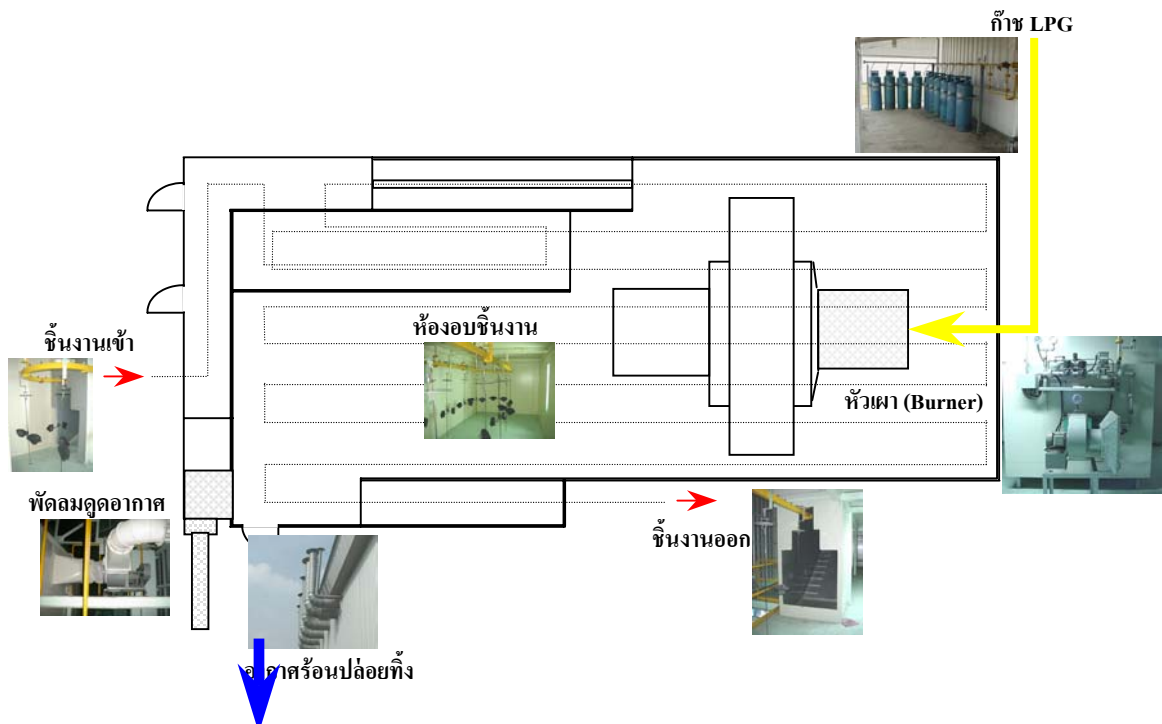 ก๊าซ LPG
ชิ้นงานเข้า
ห้องอบชิ้นงาน
หัวเผา (Burner)
พัดลมดูดอากาศ
ชิ้นงานออก
อากาศร้อนปล่อยทิ้ง